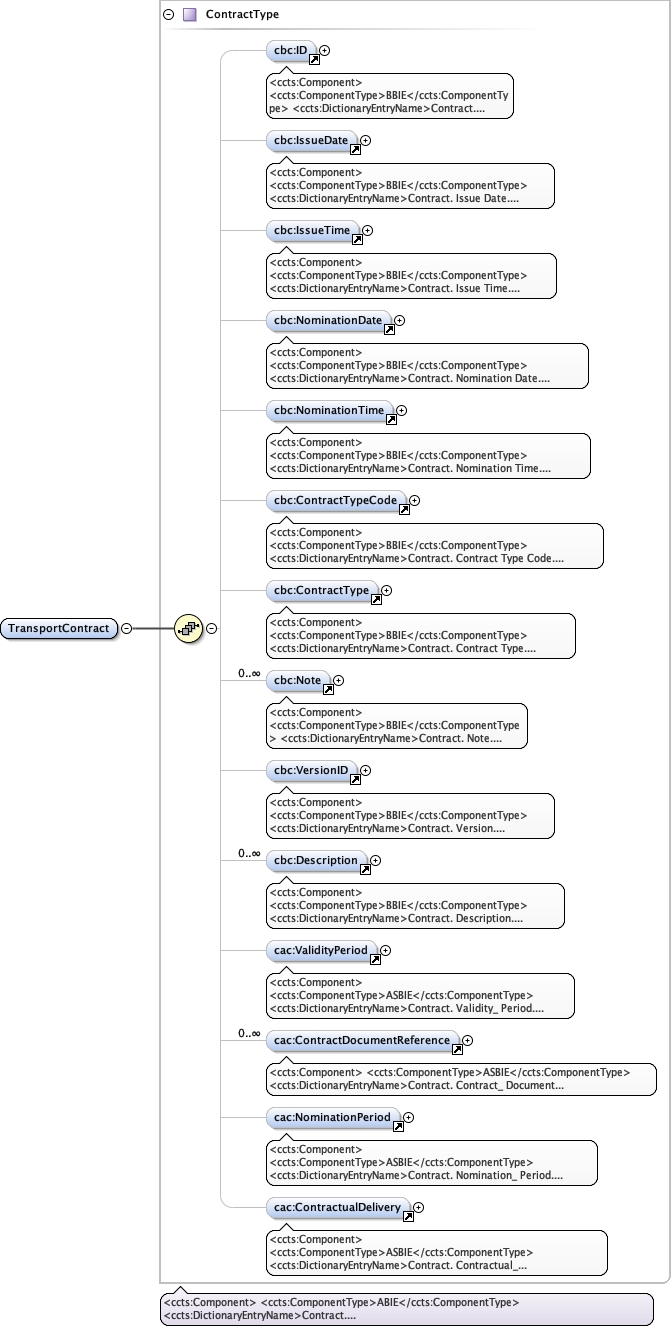 ContractType
cbc:ID
<ccts:Component>
<ccts:ComponentType>BBIE</ccts:ComponentTy
pe> <ccts:DictionaryEntryName>Contract....
cbc:IssueDate
<ccts:Component>
<ccts:ComponentType>BBIE</ccts:ComponentType>
<ccts:DictionaryEntryName>Contract. Issue Date....
cbc:IssueTime
<ccts:Component>
<ccts:ComponentType>BBIE</ccts:ComponentType>
<ccts:DictionaryEntryName>Contract. Issue Time....
cbc:NominationDate
<ccts:Component>
<ccts:ComponentType>BBIE</ccts:ComponentType>
<ccts:DictionaryEntryName>Contract. Nomination Date....
cbc:NominationTime
<ccts:Component>
<ccts:ComponentType>BBIE</ccts:ComponentType>
<ccts:DictionaryEntryName>Contract. Nomination Time....
cbc:ContractTypeCode
<ccts:Component>
<ccts:ComponentType>BBIE</ccts:ComponentType>
<ccts:DictionaryEntryName>Contract. Contract Type Code....
cbc:ContractType
<ccts:Component>
<ccts:ComponentType>BBIE</ccts:ComponentType>
<ccts:DictionaryEntryName>Contract. Contract Type....
TransportContract
0..∞ cbc:Note
<ccts:Component>
<ccts:ComponentType>BBIE</ccts:ComponentType
> <ccts:DictionaryEntryName>Contract. Note....
cbc:VersionID
<ccts:Component>
<ccts:ComponentType>BBIE</ccts:ComponentType>
<ccts:DictionaryEntryName>Contract. Version....
0..∞ cbc:Description
<ccts:Component>
<ccts:ComponentType>BBIE</ccts:ComponentType>
<ccts:DictionaryEntryName>Contract. Description....
cac:ValidityPeriod
<ccts:Component>
<ccts:ComponentType>ASBIE</ccts:ComponentType>
<ccts:DictionaryEntryName>Contract. Validity_ Period....
0..∞ cac:ContractDocumentReference
<ccts:Component> <ccts:ComponentType>ASBIE</ccts:ComponentType>
<ccts:DictionaryEntryName>Contract. Contract_ Document...
cac:NominationPeriod
<ccts:Component>
<ccts:ComponentType>ASBIE</ccts:ComponentType>
<ccts:DictionaryEntryName>Contract. Nomination_ Period....
cac:ContractualDelivery
<ccts:Component>
<ccts:ComponentType>ASBIE</ccts:ComponentType>
<ccts:DictionaryEntryName>Contract. Contractual_...
<ccts:Component> <ccts:ComponentType>ABIE</ccts:ComponentType>
<ccts:DictionaryEntryName>Contract....